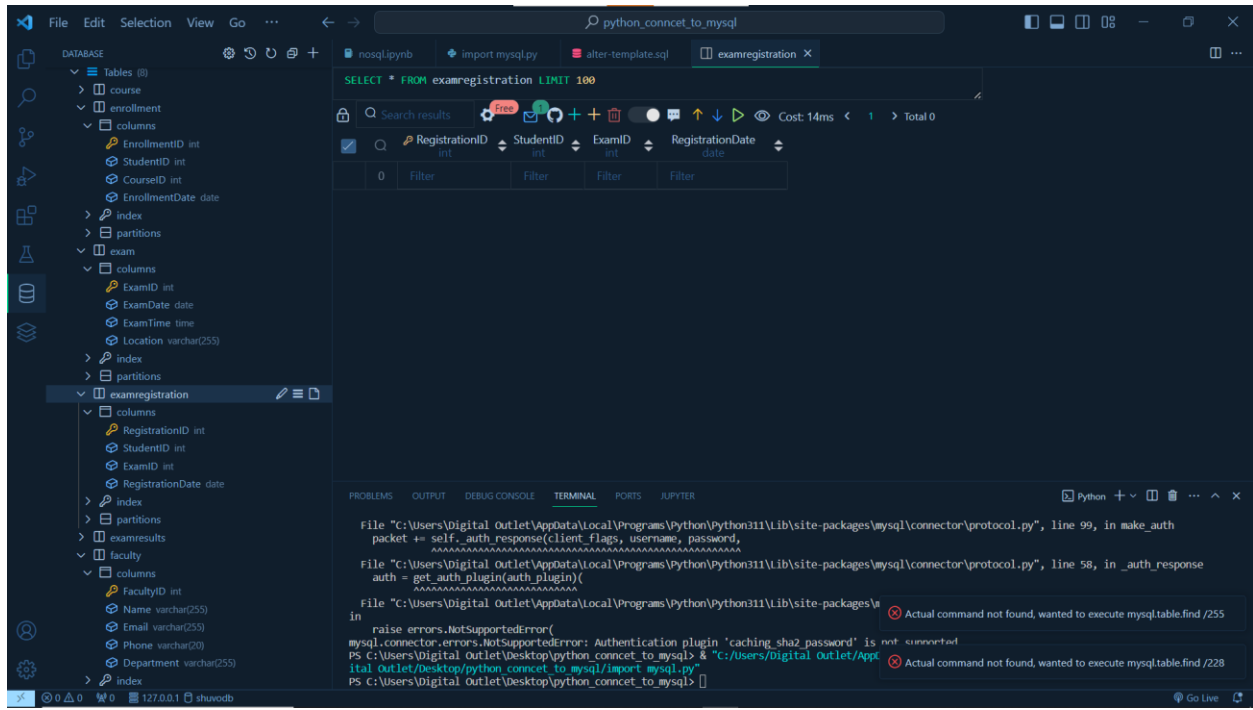 File Edit Selection View Go ··· python_conncet_to_mysql
DATABASE
Tables (8)
course
enrollment
columns
EnrollmentID int
StudentID int
CourseID int
EnrollmentDate date
index
partitions
exam
columns
ExamID int
ExamDate date
ExamTime time
Location varchar(255)
index
partitions
examregistration
columns
RegistrationID int
StudentID int
ExamID int
RegistrationDate date
index
partitions
examresults
faculty
columns
FacultyID int
Name varchar(255)
Email varchar(255)
Phone varchar(20)
Department varchar(255)
index
nosql.ipynb import mysql.py alter-template.sql examregistration
SELECT * FROM examregistration LIMIT 100
Search results Free 1 Cost: 14ms < 1 > Total 0
RegistrationID StudentID ExamID RegistrationDate
int int int date
0 Filter Filter Filter Filter
PROBLEMS OUTPUT DEBUG CONSOLE TERMINAL PORTS JUPYTER Python
File "C:\Users\Digital Outlet\AppData\Local\Programs\Python\Python311\Lib\site-packages\mysql\connector\protocol.py", line 99, in make_auth
packet += self._auth_response(client_flags, username, password,
^^^^^^^^^^^^^^^^^^^^^^^^^^^^^^^^^^^^^^^^^^^^^^^^^^^^^
File "C:\Users\Digital Outlet\AppData\Local\Programs\Python\Python311\Lib\site-packages\mysql\connector\protocol.py", line 58, in _auth_response
auth = get_auth_plugin(auth_plugin)(
^^^^^^^^^^^^^^^^^^^^^^^^^^^^
File "C:\Users\Digital Outlet\AppData\Local\Programs\Python\Python311\Lib\site-packages\m
in
raise errors.NotSupportedError(
mysql.connector.errors.NotSupportedError: Authentication plugin 'caching_sha2_password' is not supported
PS C:\Users\Digital Outlet\Desktop\python_conncet_to_mysql> & "C:/Users/Digital Outlet/AppD
ital Outlet/Desktop/python_conncet_to_mysql/import mysql.py"
PS C:\Users\Digital Outlet\Desktop\python_conncet_to_mysql>
Actual command not found, wanted to execute mysql.table.find /255
Actual command not found, wanted to execute mysql.table.find /228
0 0 0 127.0.0.1 shuvodb Go Live